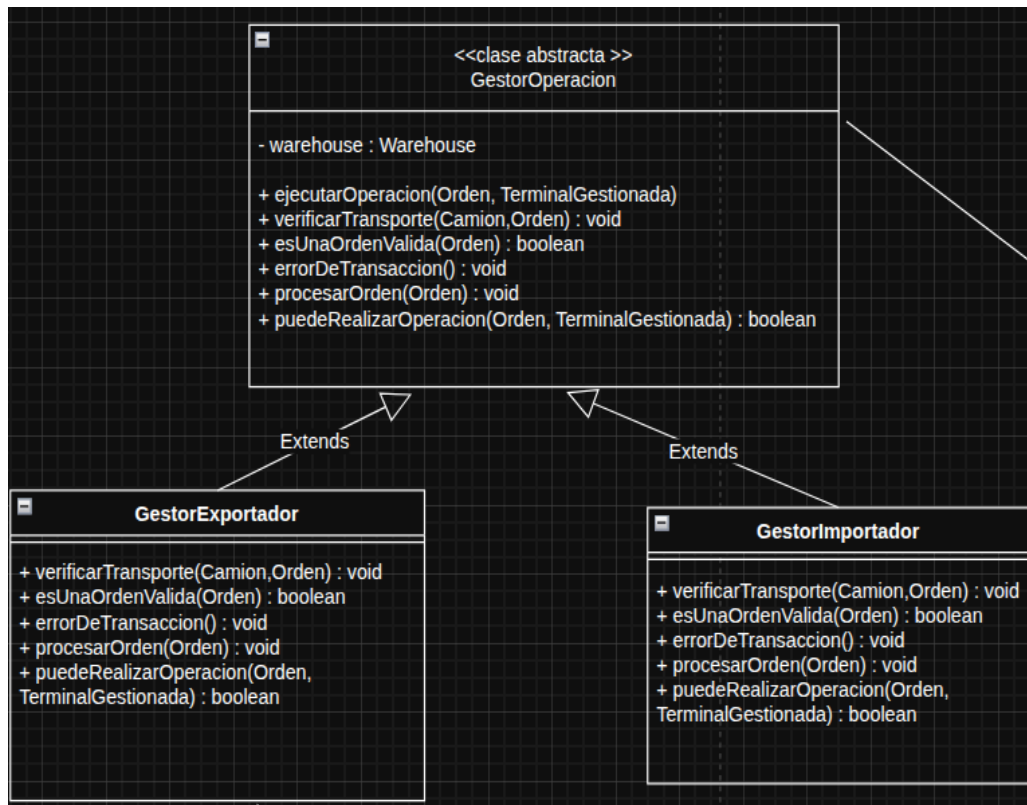 <<clase abstracta >>
GestorOperacion
- warehouse : Warehouse
+ ejecutarOperacion(Orden, TerminalGestionada)
+ verificarTransporte(Camion,Orden) : void
+ esUnaOrdenValida(Orden) : boolean
+ errorDeTransaccion() : void
+ procesarOrden(Orden) : void
+ puedeRealizarOperacion(Orden, TerminalGestionada) : boolean
Extends
Extends
GestorExportador
+ verificarTransporte(Camion,Orden) : void
+ esUnaOrdenValida(Orden) : boolean
+ errorDeTransaccion() : void
+ procesarOrden(Orden) : void
+ puedeRealizarOperacion(Orden,
TerminalGestionada) : boolean
GestorImportador
+ verificarTransporte(Camion,Orden) : void
+ esUnaOrdenValida(Orden) : boolean
+ errorDeTransaccion() : void
+ procesarOrden(Orden) : void
+ puedeRealizarOperacion(Orden,
TerminalGestionada) : boolean